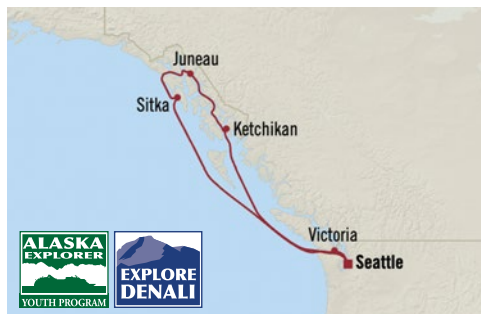 Juneau
Sitka
Ketchikan
Victoria
Seattle
ALASKA
EXPLORER
YOUTH PROGRAM
EXPLORE
DENALI